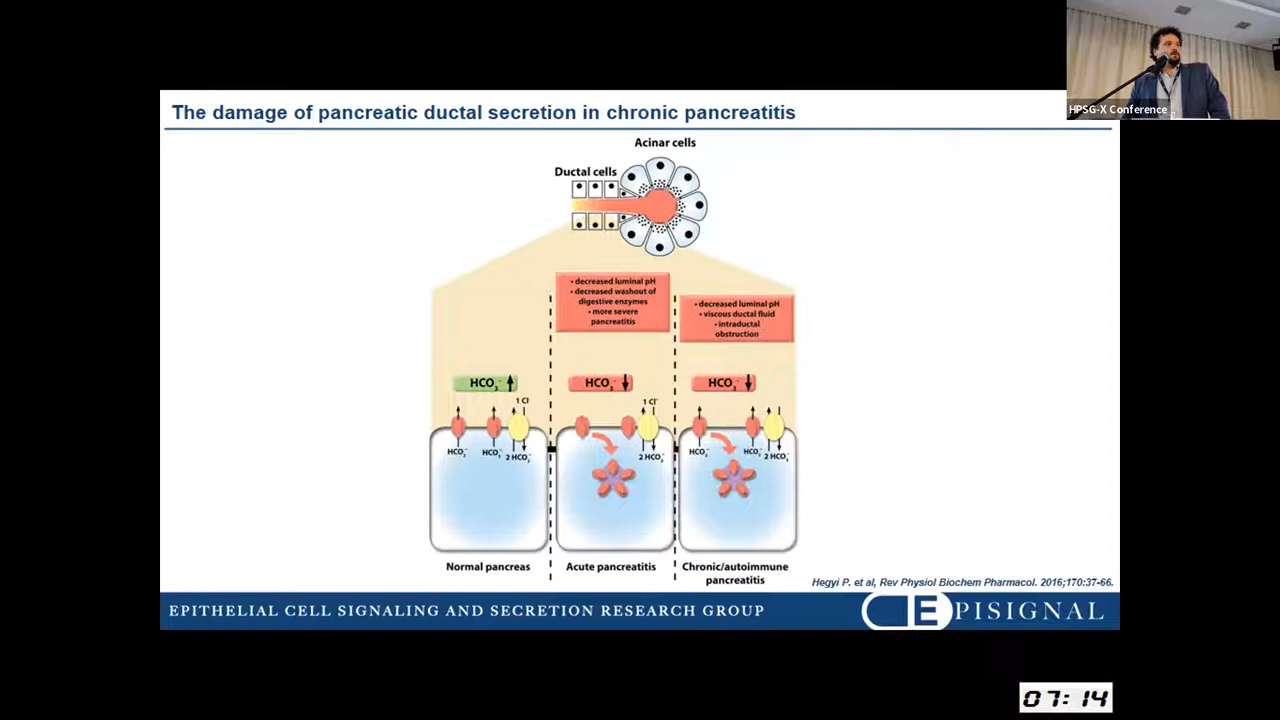 HPSG-X Conference
The damage of pancreatic ductal secretion in chronic pancreatitis
Acinar cells
Ductal cells
• decreased luminal pH
• decreased washout of
digestive enzymes
• more severe
pancreatitis
• decreased luminal pH
• viscous ductal fluid
• intraductal
obstruction
HCO3-
HCO3-
HCO3-
1 Cl
1 Cl-
HCO3-
HCO3-
2 HCO3-
2 HCO3-
HCO3-
HCO3-
2 HCO3-
Normal pancreas
Acute pancreatitis
Chronic/autoimmune
pancreatitis
Hegyi P. et al, Rev Physiol Biochem Pharmacol. 2016;170:37-66.
EPITHELIAL CELL SIGNALING AND SECRETION RESEARCH GROUP
EPISIGNAL
07:14